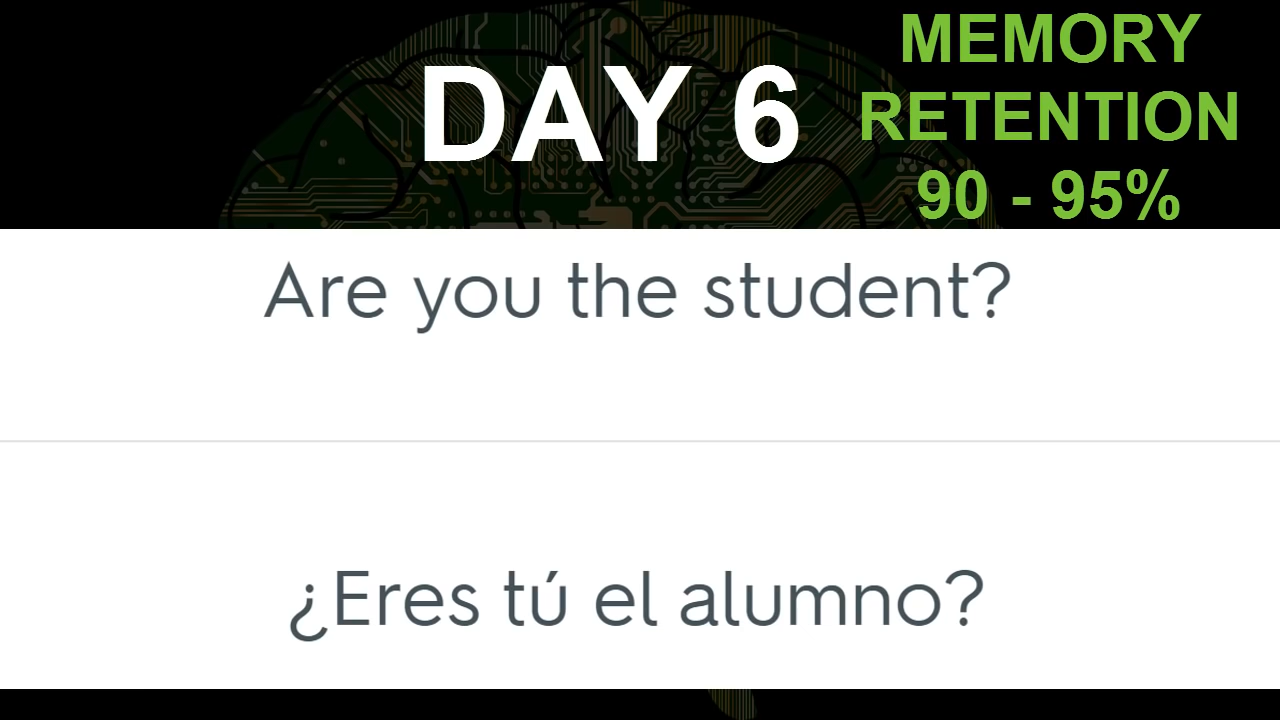 DAY 6
MEMORY
RETENTION
90 - 95%
Are you the student?
¿Eres tú el alumno?